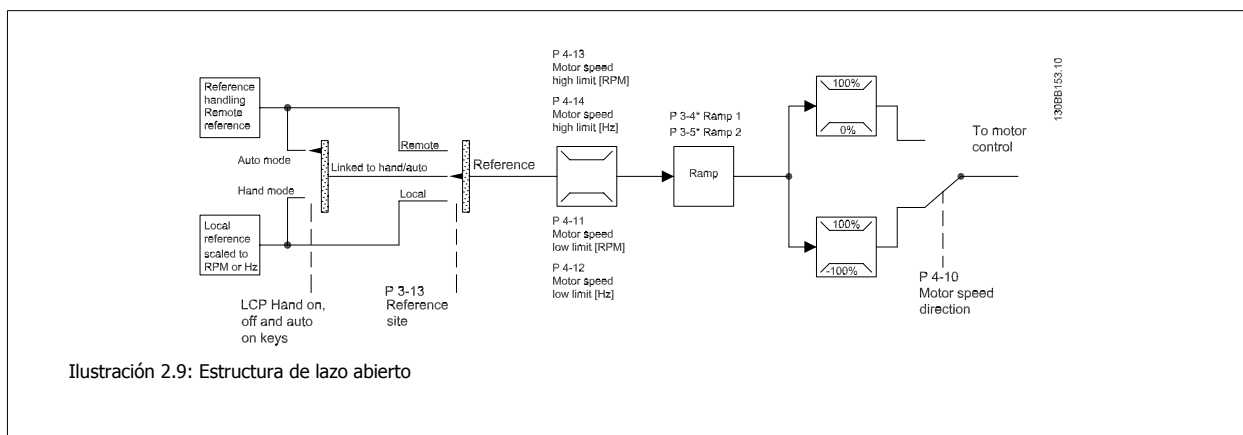 Reference
handling
Remote
reference
Auto mode
Hand mode
Local
reference
scaled to
RPM or Hz
LCP Hand on,
off and auto
on keys
Remote
Linked to hand/auto
Local
P 3-13
Reference
site
Reference
P 4-13
Motor speed
high limit [RPM]
P 4-14
Motor speed
high limit [Hz]
P 4-11
Motor speed
low limit [RPM]
P 4-12
Motor speed
low limit [Hz]
P 3-4* Ramp 1
P 3-5* Ramp 2
Ramp
100%
0%
100%
-100%
To motor
control
P 4-10
Motor speed
direction
130BB153.10
Ilustración 2.9: Estructura de lazo abierto